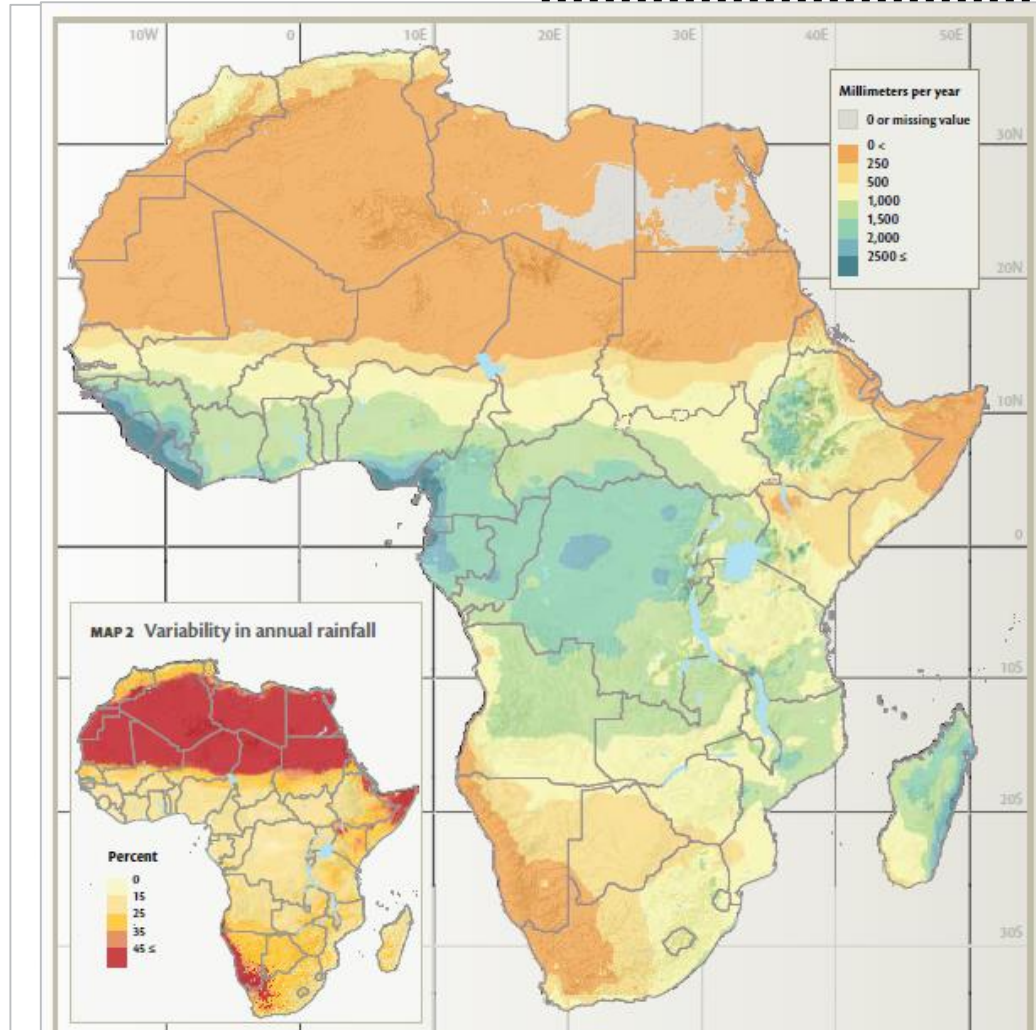 10W 0 10E 20E 30E 40E 50E
Millimeters per year
0 or missing value
0 <
250
500
1,000
1,500
2,000
2500 ≤
30N
20N
10N
0
10S
20S
30S
MAP 2 Variability in annual rainfall
Percent
0
15
25
35
45 ≤